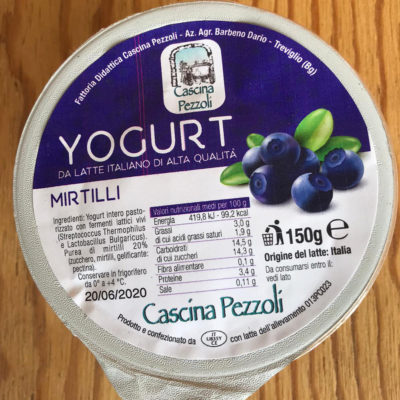 Fattoria Didattica Cascina Pezzoli - Az. Agr. Barbeno Dario - Treviglio (Bg)
Cascina
Pezzoli
YOGURT
DA LATTE ITALIANO DI ALTA QUALITÀ
MIRTILLI
Ingredienti: Yogurt intero pasto-
rizzato con fermenti lattici vivi
(Streptococcus Thermophilus
e Lactobacillus Bulgaricus).
Purea di mirtilli 20%
(zucchero, mirtilli, gelificante:
pectina).
Conservare in frigorifero
da 0° a +4 °C.
20/06/2020
Valori nutrizionali medi per 100 g
Energia 419,8 kJ - 99,2 kcal
Grassi 3,0 g
di cui acidi grassi saturi 1,9 g
Carboidrati 14,5 g
di cui zuccheri 14,3 g
Fibra alimentare 0,1 g
Proteine 3,4 g
Sale 0,11 g
150g e
Origine del latte: Italia
Da consumarsi entro il:
vedi lato
Cascina Pezzoli
Prodotto e confezionato da
IT
CE
con latte dell'allevamento 013PC023